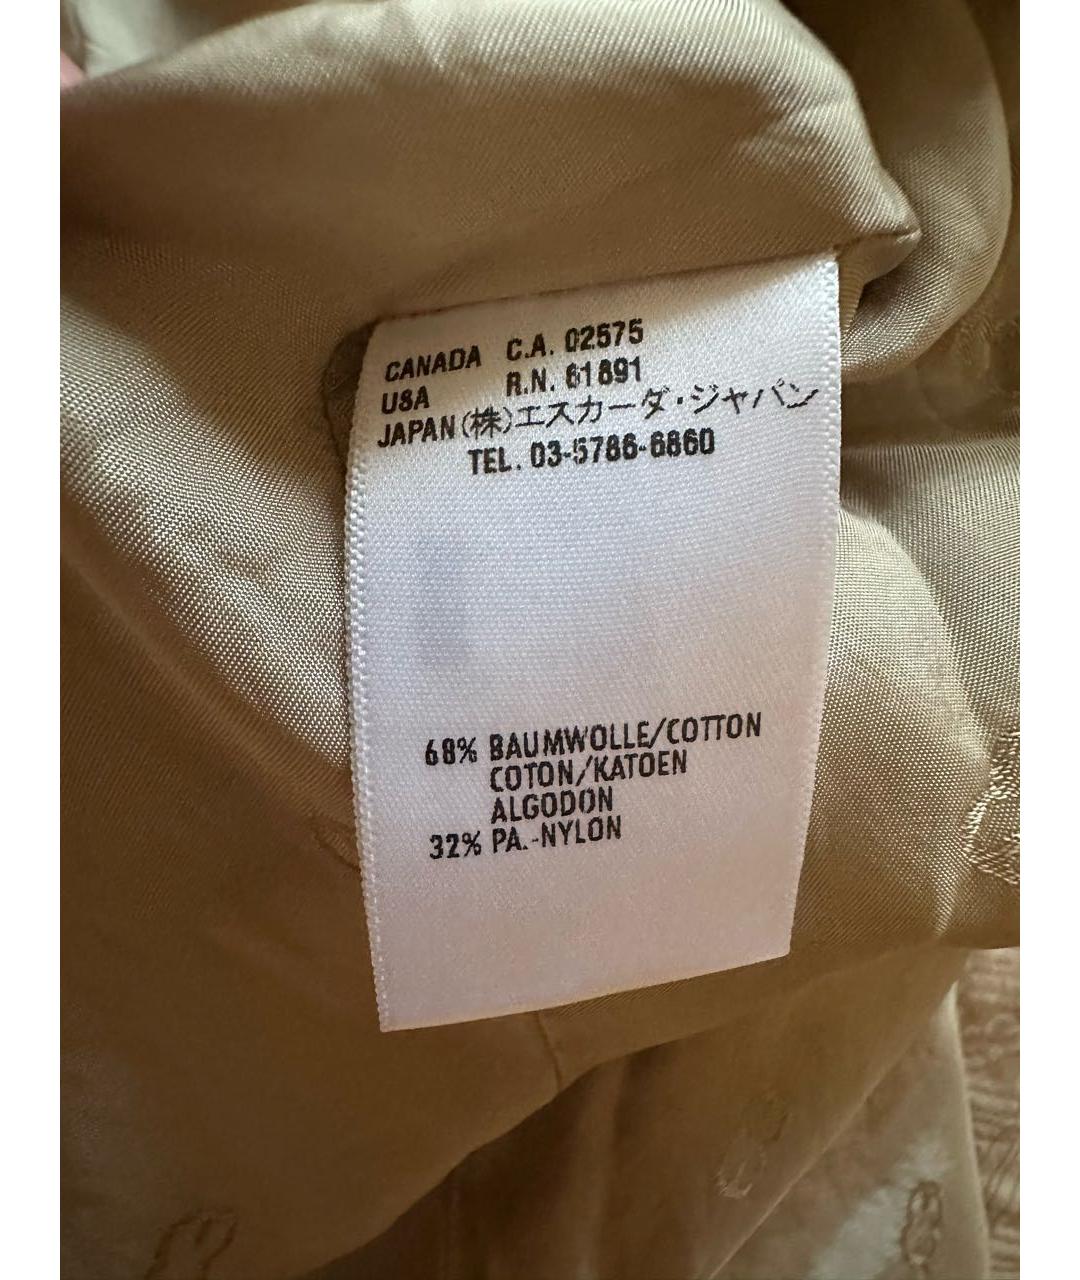 CANADA C.A. 02575
USA R.N. 61891
JAPAN (株)エスカーダ・ジャパン
TEL. 03-5786-6860
68% BAUMWOLLE/COTTON
COTON/KATOEN
ALGODON
32% PA.-NYLON